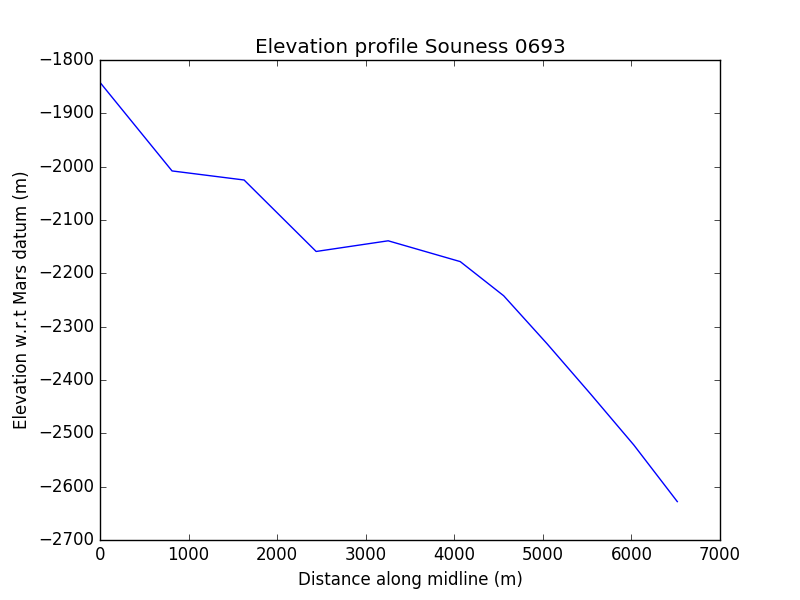 Elevation profile Souness 0693
−1800
−1900
−2000
−2100
−2200
−2300
−2400
−2500
−2600
−2700
Elevation w.r.t Mars datum (m)
0 1000 2000 3000 4000 5000 6000 7000
Distance along midline (m)